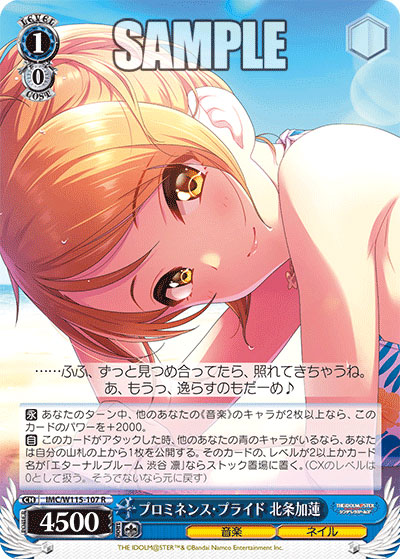 LEVEL
1
0
COST
SAMPLE
……ふふ、ずっと見つめ合ってたら、照れてきちゃうね。
あ、もうっ、逸らすのもだーめ♪
永 あなたのターン中、他のあなたの《音楽》のキャラが2枚以上なら、このカードのパワーを+2000。
自 このカードがアタックした時、他のあなたの青のキャラがいるなら、あなたは自分の山札の上から1枚を公開する。そのカードの、レベルが2以上かカード名が「エターナルブルーム 渋谷 凛」ならストック置場に置く。(CXのレベルは0として扱う。そうでないなら元に戻す)
CH IMC/W115-107 R
4500
プロミネンス・プライド 北条加蓮
THE IDOLM@STER
音楽
ネイル
THE IDOLM@STER™&©Bandai Namco Entertainment Inc.